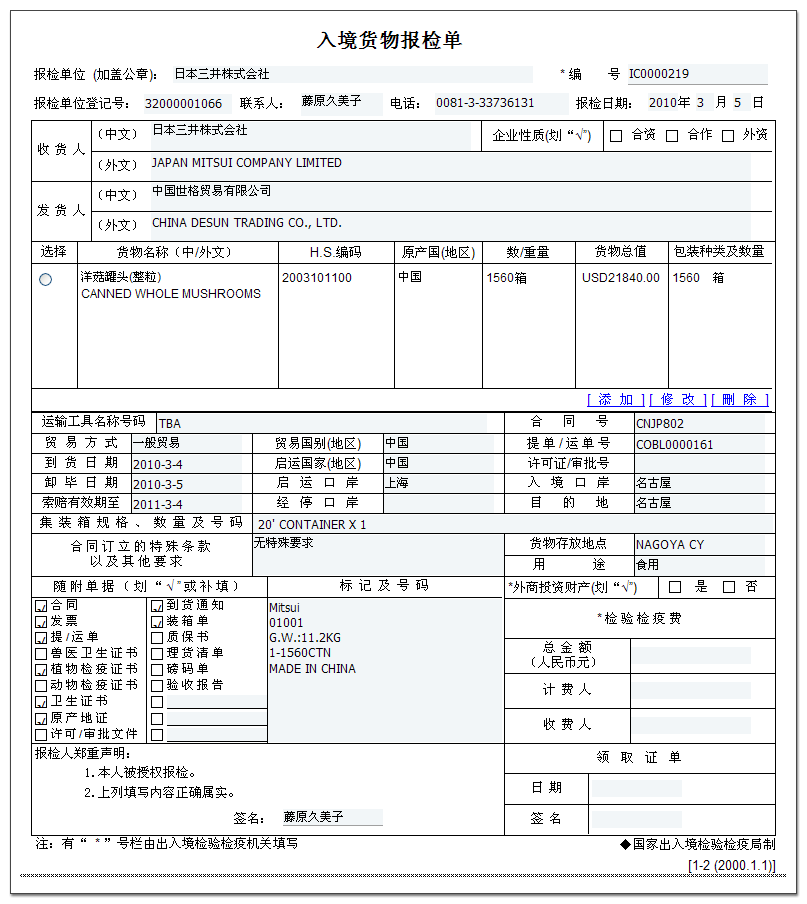 入境货物报检单
报检单位 (加盖公章): 日本三井株式会社 *编 号 IC0000219
报检单位登记号: 32000001066 联系人: 藤原久美子 电话: 0081-3-33736131 报检日期: 2010年 3 月 5 日
收 货 人 (中文) 日本三井株式会社 企业性质(划“√”) 合资 合作 外资
(外文) JAPAN MITSUI COMPANY LIMITED
发 货 人 (中文) 中国世格贸易有限公司
(外文) CHINA DESUN TRADING CO., LTD.
选择 货物名称 (中/外文) H.S.编码 原产国(地区) 数/重量 货物总值 包装种类及数量
洋菇罐头(整粒) 2003101100 中国 1560箱 USD21840.00 1560 箱
CANNED WHOLE MUSHROOMS
[ 添 加 ] [ 修 改 ] [ 删 除 ]
运输工具名称号码 TBA 合 同 号 CNJP802
贸 易 方 式 一般贸易 贸易国别(地区) 中国 提单/运单号 COBL0000161
到 货 日 期 2010-3-4 启运国家(地区) 中国 许可证/审批号
卸 毕 日 期 2010-3-5 启 运 口 岸 上海 入 境 口 岸 名古屋
索赔有效期至 2011-3-4 经 停 口 岸 目 的 地 名古屋
集 装 箱 规 格 、 数 量 及 号 码 20' CONTAINER X 1
合同订立的特殊条款 无特殊要求 货物存放地点 NAGOYA CY
以及其他要求 用 途 食用
随附单据 (划“√”或补填) 标 记 及 号 码 *外商投资财产(划“√”) 是 否
合同 到货通知 Mitsui *检验检疫费
发票 装箱单 01001
提/运单 质保书 G.W.:11.2KG
兽医卫生证书 理货清单 1-1560CTN 总 金 额
(人民币元)
植物检疫证书 磅码单 MADE IN CHINA
动物检疫证书 验收报告 计 费 人
卫生证书
原产地证 收 费 人
许可/审批文件
报检人郑重声明: 领 取 证 单
1.本人被授权报检。
2.上列填写内容正确属实。 日 期
签名: 藤原久美子 签 名
注: 有“ * ”号栏由出入境检验检疫机关填写 ◆国家出入境检验检疫局制
[1-2 (2000.1.1)]